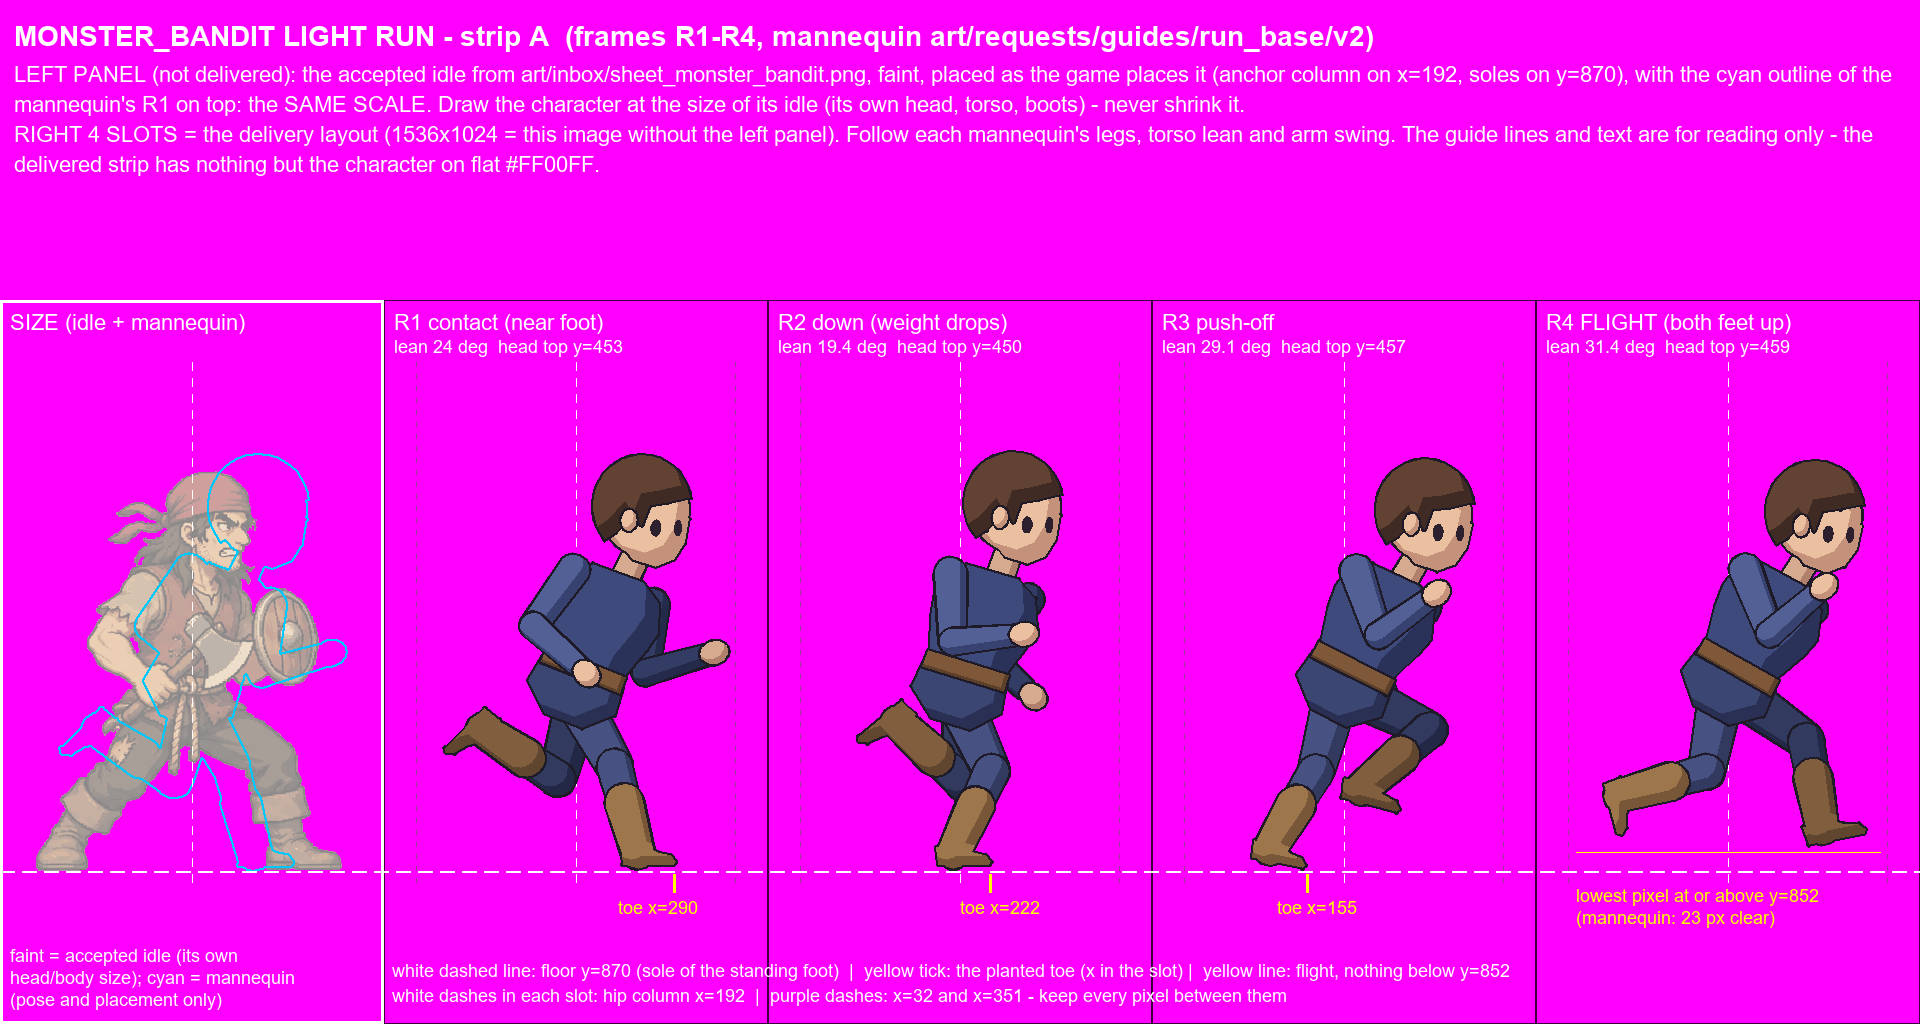 MONSTER_BANDIT LIGHT RUN - strip A  (frames R1-R4, mannequin art/requests/guides/run_base/v2)
LEFT PANEL (not delivered): the accepted idle from art/inbox/sheet_monster_bandit.png, faint, placed as the game places it (anchor column on x=192, soles on y=870), with the cyan outline of the
mannequin's R1 on top: the SAME SCALE. Draw the character at the size of its idle (its own head, torso, boots) - never shrink it.
RIGHT 4 SLOTS = the delivery layout (1536x1024 = this image without the left panel). Follow each mannequin's legs, torso lean and arm swing. The guide lines and text are for reading only - the
delivered strip has nothing but the character on flat #FF00FF.
SIZE (idle + mannequin)
R1 contact (near foot)
lean 24 deg  head top y=453
R2 down (weight drops)
lean 19.4 deg  head top y=450
R3 push-off
lean 29.1 deg  head top y=457
R4 FLIGHT (both feet up)
lean 31.4 deg  head top y=459
toe x=290
toe x=222
toe x=155
lowest pixel at or above y=852
(mannequin: 23 px clear)
faint = accepted idle (its own
head/body size); cyan = mannequin
(pose and placement only)
white dashed line: floor y=870 (sole of the standing foot)  |  yellow tick: the planted toe (x in the slot) |  yellow line: flight, nothing below y=852
white dashes in each slot: hip column x=192  |  purple dashes: x=32 and x=351 - keep every pixel between them